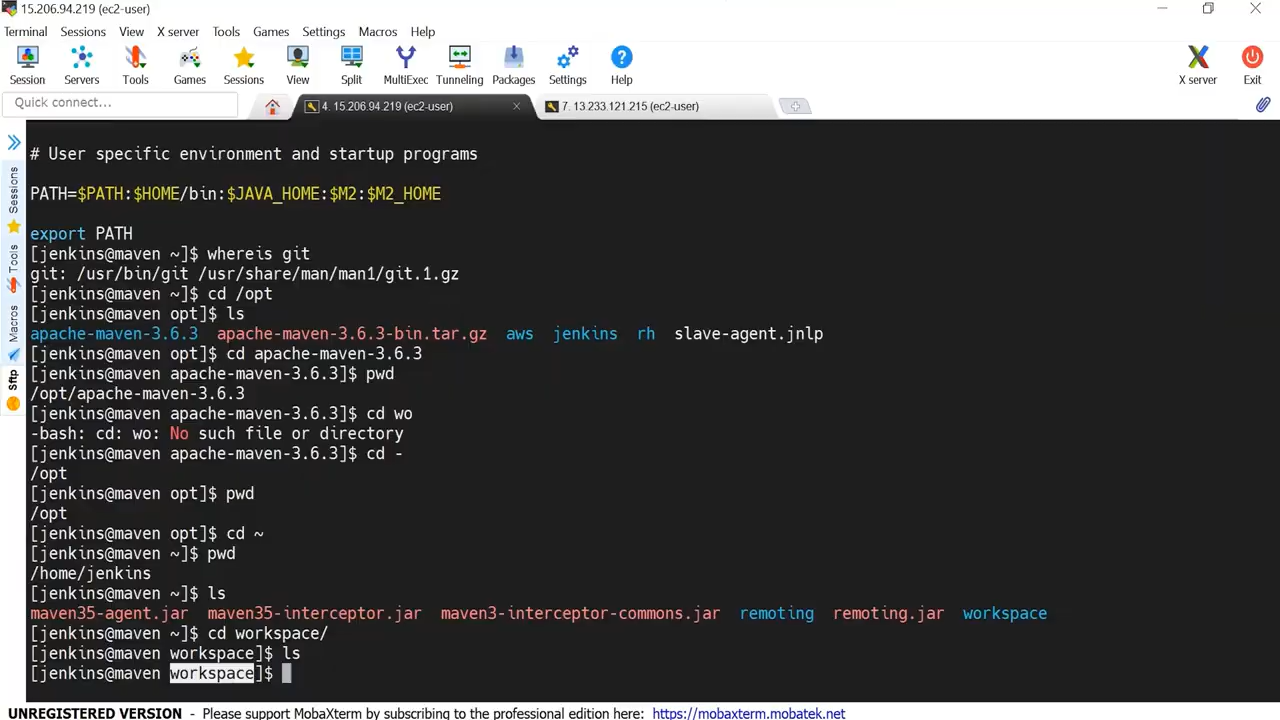 15.206.94.219 (ec2-user)
Terminal Sessions View X server Tools Games Settings Macros Help
Session Servers Tools Games Sessions View Split MultiExec Tunneling Packages Settings Help X server Exit
Quick connect...
4. 15.206.94.219 (ec2-user)
7. 13.233.121.215 (ec2-user)
Sessions
Tools
Macros
Sftp
# User specific environment and startup programs
PATH=$PATH:$HOME/bin:$JAVA_HOME:$M2:$M2_HOME
export PATH
[jenkins@maven ~]$ whereis git
git: /usr/bin/git /usr/share/man/man1/git.1.gz
[jenkins@maven ~]$ cd /opt
[jenkins@maven opt]$ ls
apache-maven-3.6.3 apache-maven-3.6.3-bin.tar.gz aws jenkins rh slave-agent.jnlp
[jenkins@maven opt]$ cd apache-maven-3.6.3
[jenkins@maven apache-maven-3.6.3]$ pwd
/opt/apache-maven-3.6.3
[jenkins@maven apache-maven-3.6.3]$ cd wo
-bash: cd: wo: No such file or directory
[jenkins@maven apache-maven-3.6.3]$ cd -
/opt
[jenkins@maven opt]$ pwd
/opt
[jenkins@maven opt]$ cd ~
[jenkins@maven ~]$ pwd
/home/jenkins
[jenkins@maven ~]$ ls
maven35-agent.jar maven35-interceptor.jar maven3-interceptor-commons.jar remoting remoting.jar workspace
[jenkins@maven ~]$ cd workspace/
[jenkins@maven workspace]$ ls
[jenkins@maven workspace]$
UNREGISTERED VERSION - Please support MobaXterm by subscribing to the professional edition here: https://mobaxterm.mobatek.net